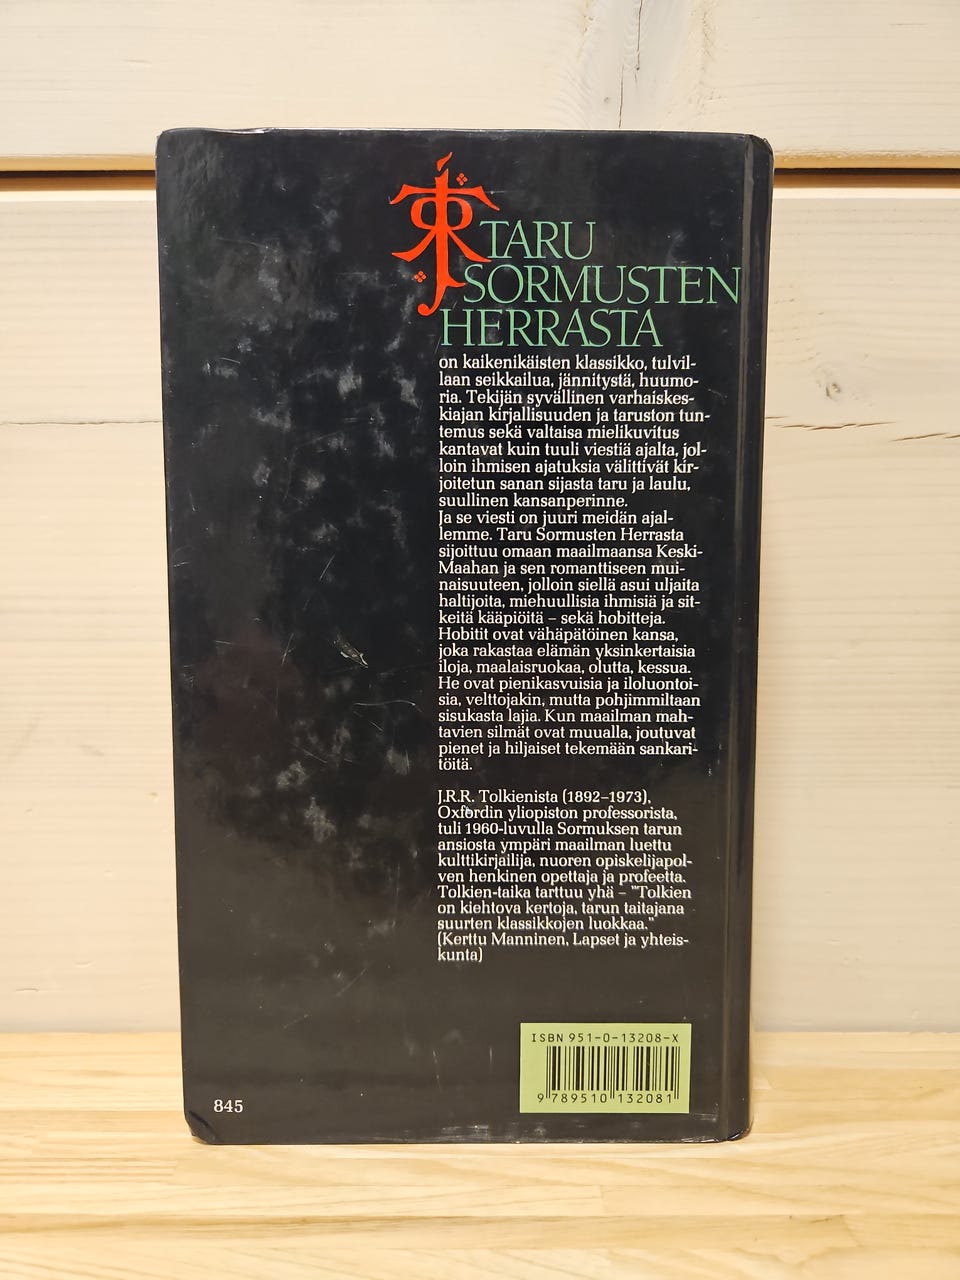 TARU
SORMUSTEN
HERRASTA
on kaikenikäisten klassikko, tulvil-
laan seikkailua, jännitystä, huumo-
ria. Tekijän syvällinen varhaiskes-
kiajan kirjallisuuden ja taruston tun-
temus sekä valtaisa mielikuvitus
kantavat kuin tuuli viestiä ajalta, jol-
loin ihmisen ajatuksia välittivät kir-
joitetun sanan sijasta taru ja laulu,
suullinen kansanperinne.
Ja se viesti on juuri meidän ajal-
lemme. Taru Sormusten Herrasta
sijoittuu omaan maailmaansa Keski-
Maahan ja sen romanttiseen mui-
naisuuteen, jolloin siellä asui uljaita
haltijoita, miehuullisia ihmisiä ja sit-
keitä kääpiöitä – sekä hobitteja.
Hobitit ovat vähäpätöinen kansa,
joka rakastaa elämän yksinkertaisia
iloja, maalaisruokaa, olutta, kessua.
He ovat pienikasvuisia ja iloluontoi-
sia, velttojakin, mutta pohjimmiltaan
sisukasta lajia. Kun maailman mah-
tavien silmät ovat muualla, joutuvat
pienet ja hiljaiset tekemään sankari-
töitä.
J.R.R. Tolkienista (1892–1973),
Oxfordin yliopiston professorista,
tuli 1960-luvulla Sormuksen tarun
ansiosta ympäri maailman luettu
kulttikirjailija, nuoren opiskelijapol-
ven henkinen opettaja ja profeetta.
Tolkien-taika tarttuu yhä – "Tolkien
on kiehtova kertoja, tarun taitajana
suurten klassikkojen luokkaa."
(Kerttu Manninen, Lapset ja yhteis-
kunta)
ISBN 951-0-13208-X
9 789510 132081
845